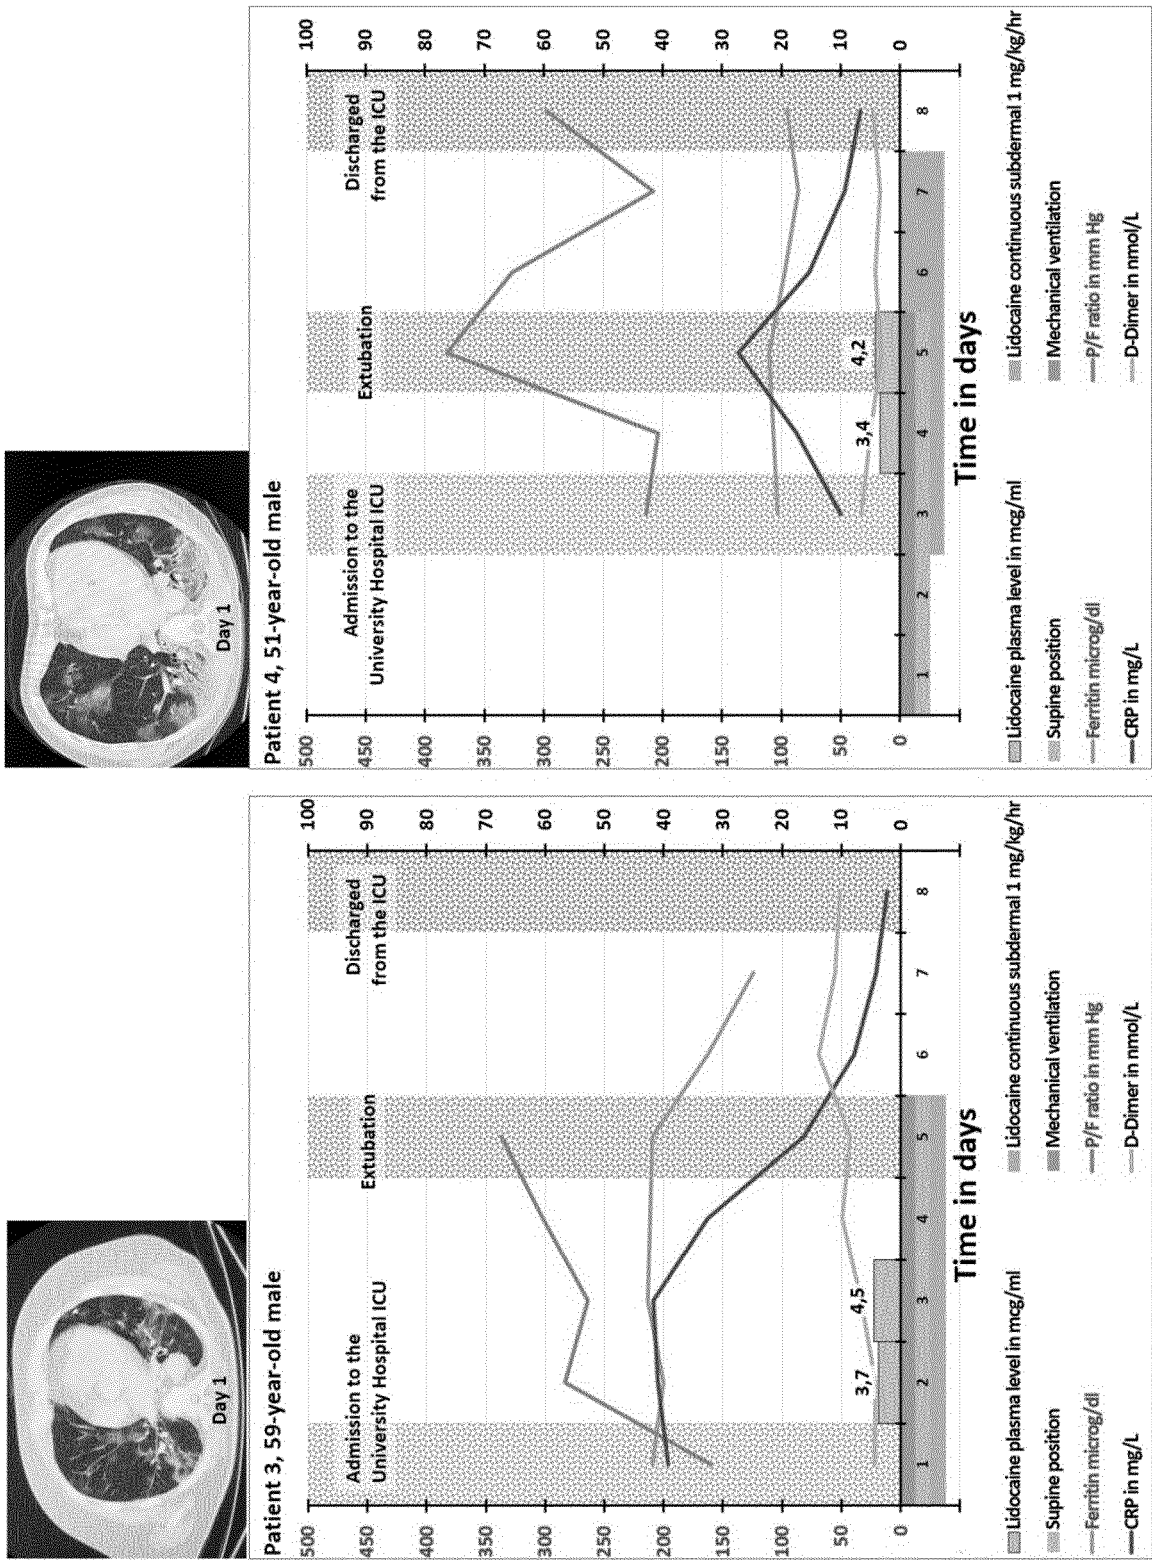 Day 1
Patient 3, 59-year-old male
Admission to the
University Hospital ICU
Extubation
Discharged
from the ICU
500
450
400
350
300
250
200
150
100
50
0
100
90
80
70
60
50
40
30
20
10
0
3,7
4,5
1 2 3 4 5 6 7 8
Time in days
Lidocaine plasma level in mcg/ml
Lidocaine continuous subdermal 1 mg/kg/hr
Supine position
Mechanical ventilation
Ferritin microg/dl
P/F ratio in mm Hg
CRP in mg/L
D-Dimer in nmol/L
Day 1
Patient 4, 51-year-old male
Admission to the
University Hospital ICU
Extubation
Discharged
from the ICU
500
450
400
350
300
250
200
150
100
50
0
100
90
80
70
60
50
40
30
20
10
0
3,4
4,2
1 2 3 4 5 6 7 8
Time in days
Lidocaine plasma level in mcg/ml
Lidocaine continuous subdermal 1 mg/kg/hr
Supine position
Mechanical ventilation
Ferritin microg/dl
P/F ratio in mm Hg
CRP in mg/L
D-Dimer in nmol/L